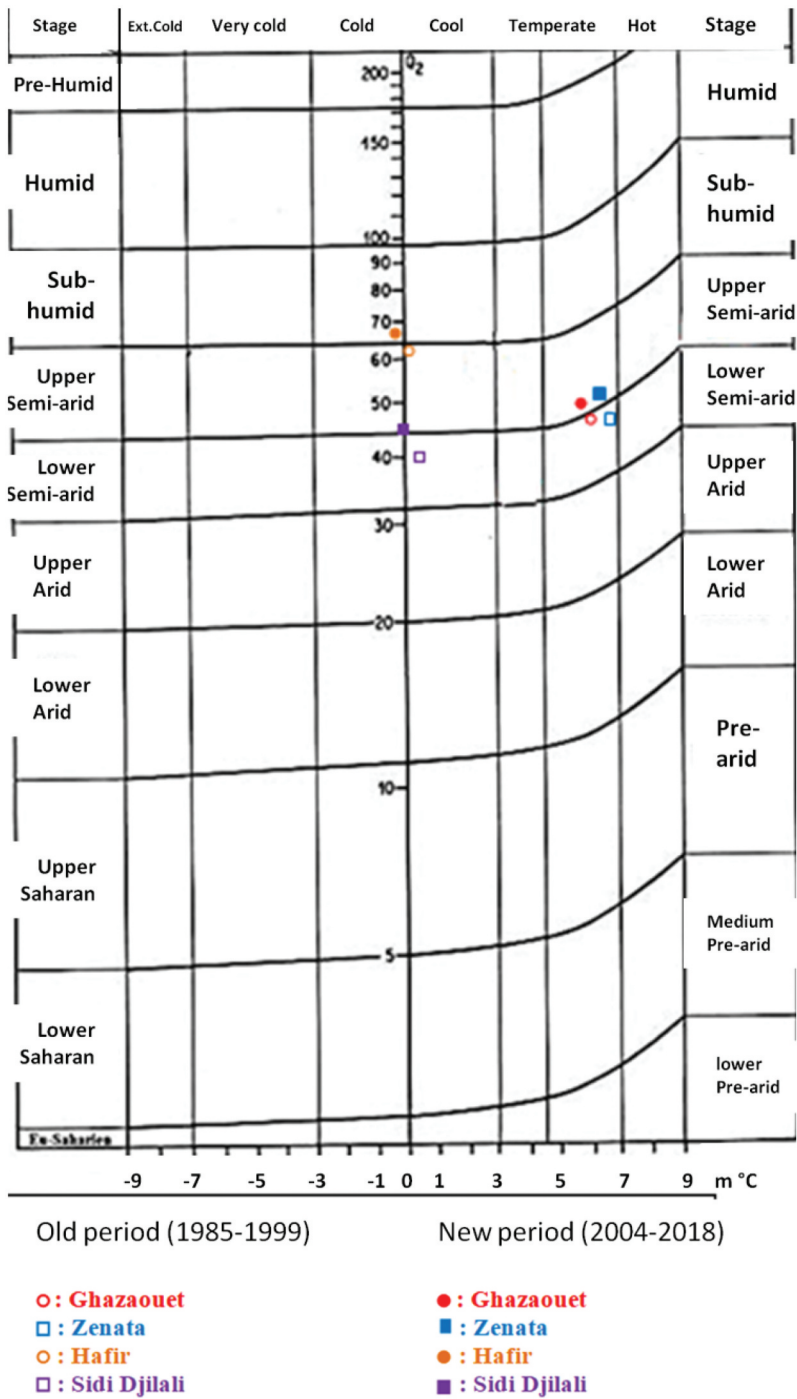 Stage Ext.Cold Very cold Cold Cool Temperate Hot Stage
Q2
200
Pre-Humid
Humid
150
Humid
Sub-
humid
100
90
Sub-
humid
80
Upper
Semi-arid
70
60
Upper
Semi-arid
Lower
Semi-arid
50
40
Lower
Semi-arid
Upper
Arid
30
Upper
Arid
Lower
Arid
20
Lower
Arid
Pre-
arid
10
Upper
Saharan
Medium
Pre-arid
5
Lower
Saharan
lower
Pre-arid
Eu-Saharien
-9 -7 -5 -3 -1 0 1 3 5 7 9 m °C
Old period (1985-1999) New period (2004-2018)
: Ghazaouet : Ghazaouet
: Zenata : Zenata
: Hafir : Hafir
: Sidi Djilali : Sidi Djilali